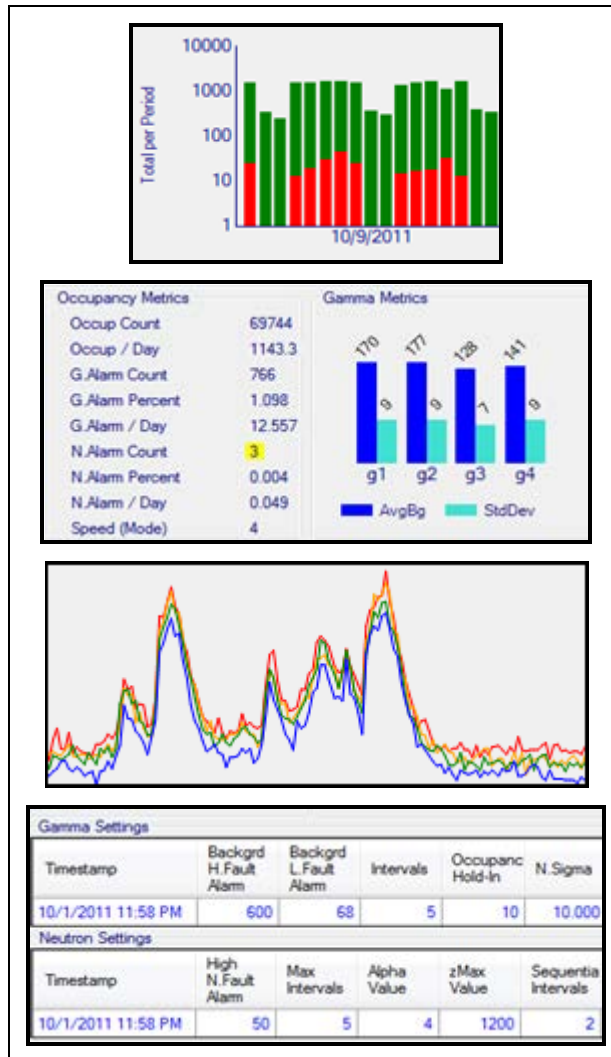 10000
1000
100
10
1
Total per Period
10/9/2011
Occupancy Metrics
Occup Count 69744
Occup / Day 1143.3
G.Alarm Count 766
G.Alarm Percent 1.098
G.Alarm / Day 12.557
N.Alarm Count 3
N.Alarm Percent 0.004
N.Alarm / Day 0.049
Speed (Mode) 4
Gamma Metrics
170 9 177 9 128 7 141 9
g1 g2 g3 g4
AvgBg StdDev
Gamma Settings
Timestamp Backgrd H.Fault Alarm Backgrd L.Fault Alarm Intervals Occupanc Hold-In N.Sigma
10/1/2011 11:58 PM 600 68 5 10 10.000
Neutron Settings
Timestamp High N.Fault Alarm Max Intervals Alpha Value zMax Value Sequentia Intervals
10/1/2011 11:58 PM 50 5 4 1200 2